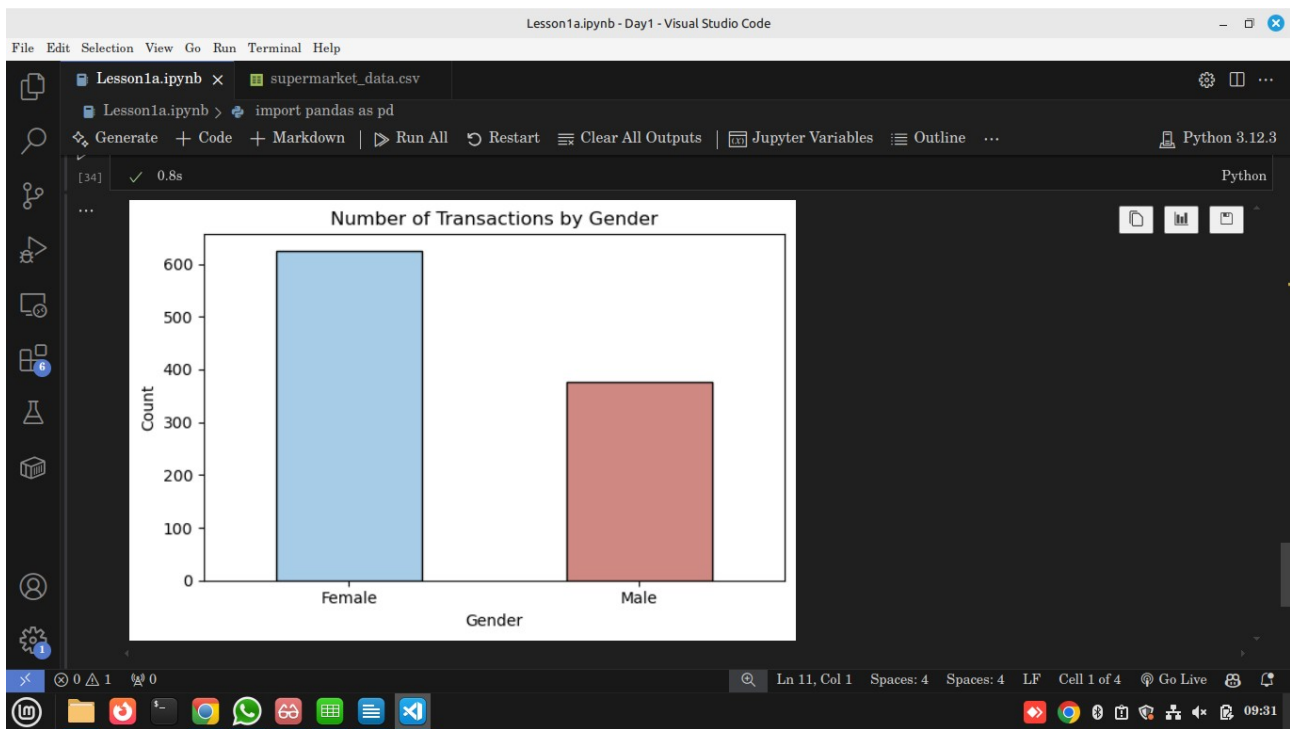 Lesson1a.ipynb - Day1 - Visual Studio Code
File Edit Selection View Go Run Terminal Help
Lesson1a.ipynb
supermarket_data.csv
Lesson1a.ipynb > import pandas as pd
Generate + Code + Markdown | Run All Restart Clear All Outputs | Jupyter Variables Outline ... Python 3.12.3
[34] ✓ 0.8s Python
...
Number of Transactions by Gender
600
500
400
300
200
100
0
Count
Female Male
Gender
6
1
0 1 0 Ln 11, Col 1 Spaces: 4 Spaces: 4 LF Cell 1 of 4 Go Live
09:31